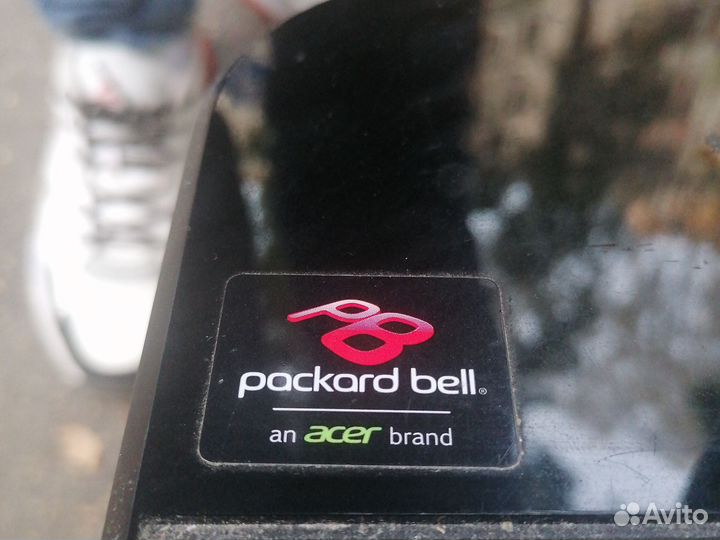 PB
packard bell®
an acer brand
Avito